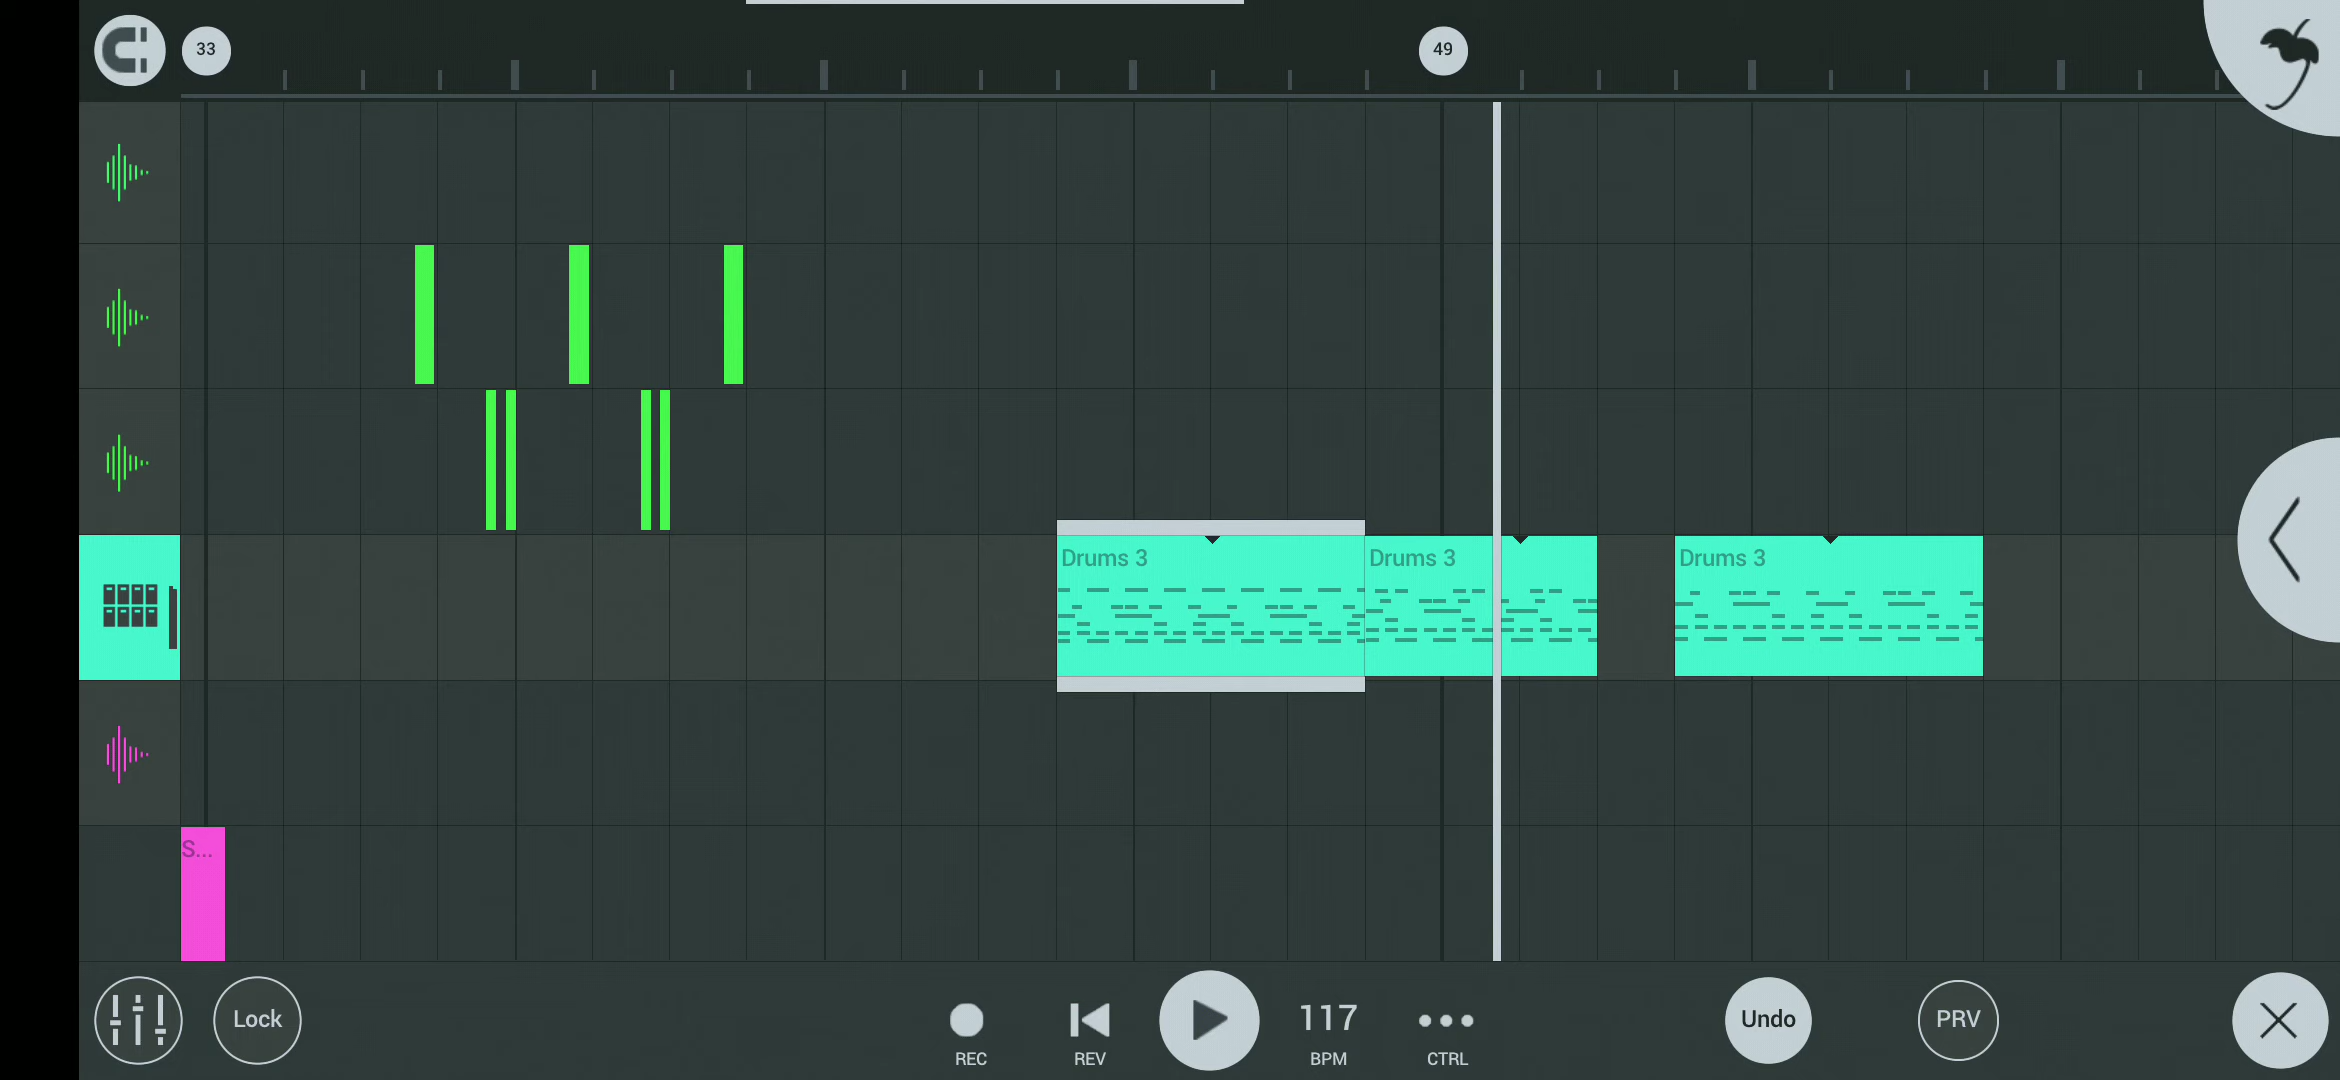 33
49
Drums 3
Drums 3
Drums 3
S...
Lock
REC
REV
117
BPM
CTRL
Undo
PRV